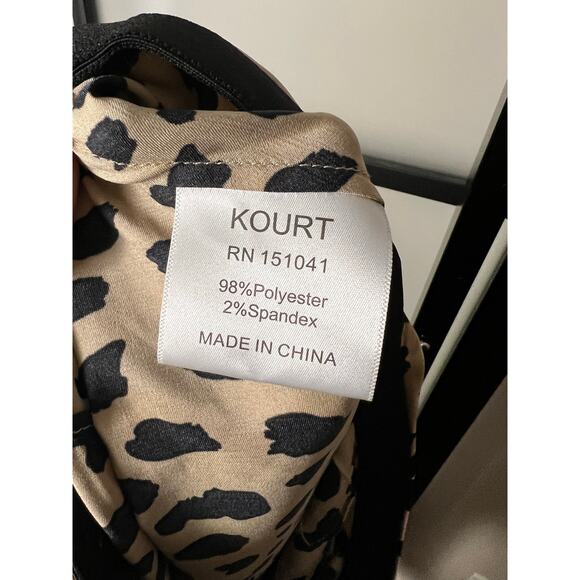 KOURT
RN 151041
98%Polyester
2%Spandex
MADE IN CHINA